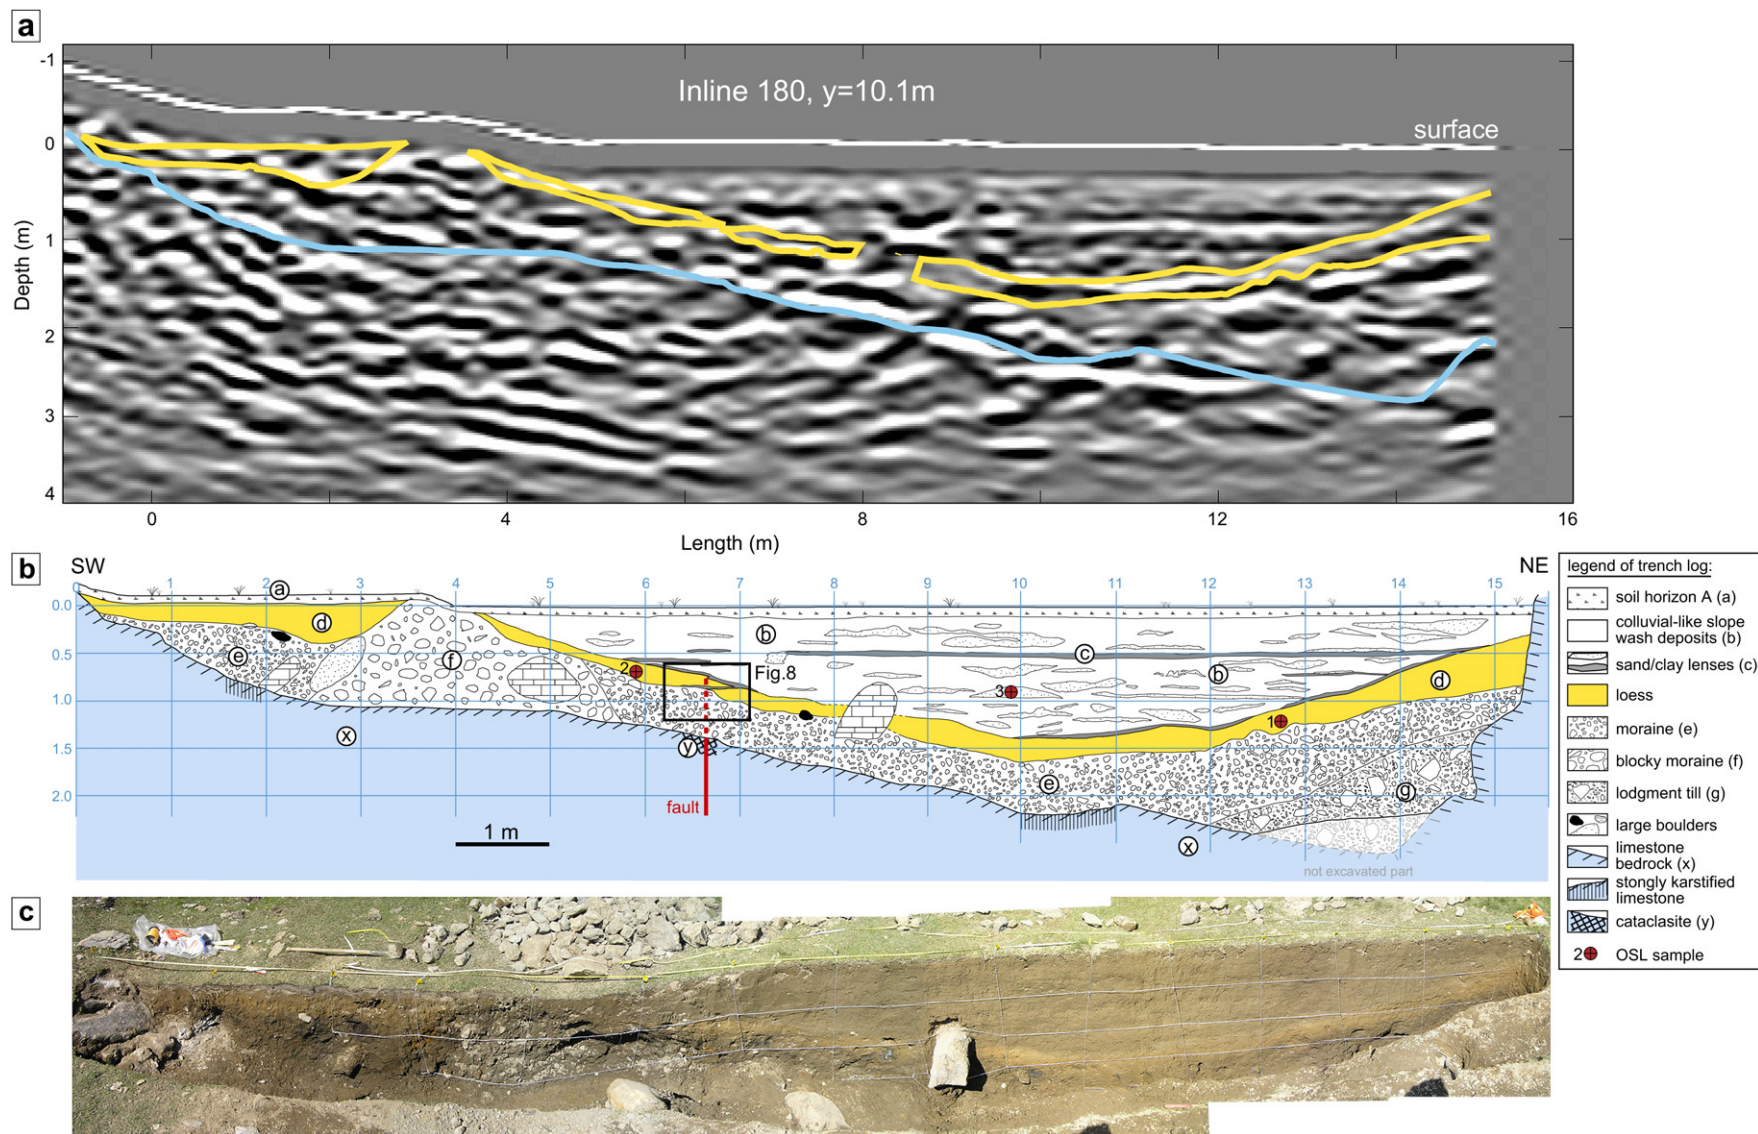 a
Inline 180, y=10.1m
surface
-1
0
1
2
3
4
Depth (m)
0
4
8
12
16
Length (m)
b
SW
NE
0
1
2
3
4
5
6
7
8
9
10
11
12
13
14
15
0.0
0.5
1.0
1.5
2.0
a
b
c
d
e
f
b
d
e
g
x
x
y
2
3
1
Fig.8
fault
1 m
not excavated part
legend of trench log:
soil horizon A (a)
colluvial-like slope
wash deposits (b)
sand/clay lenses (c)
loess
moraine (e)
blocky moraine (f)
lodgment till (g)
large boulders
limestone
bedrock (x)
stongly karstified
limestone
cataclasite (y)
2 OSL sample
c